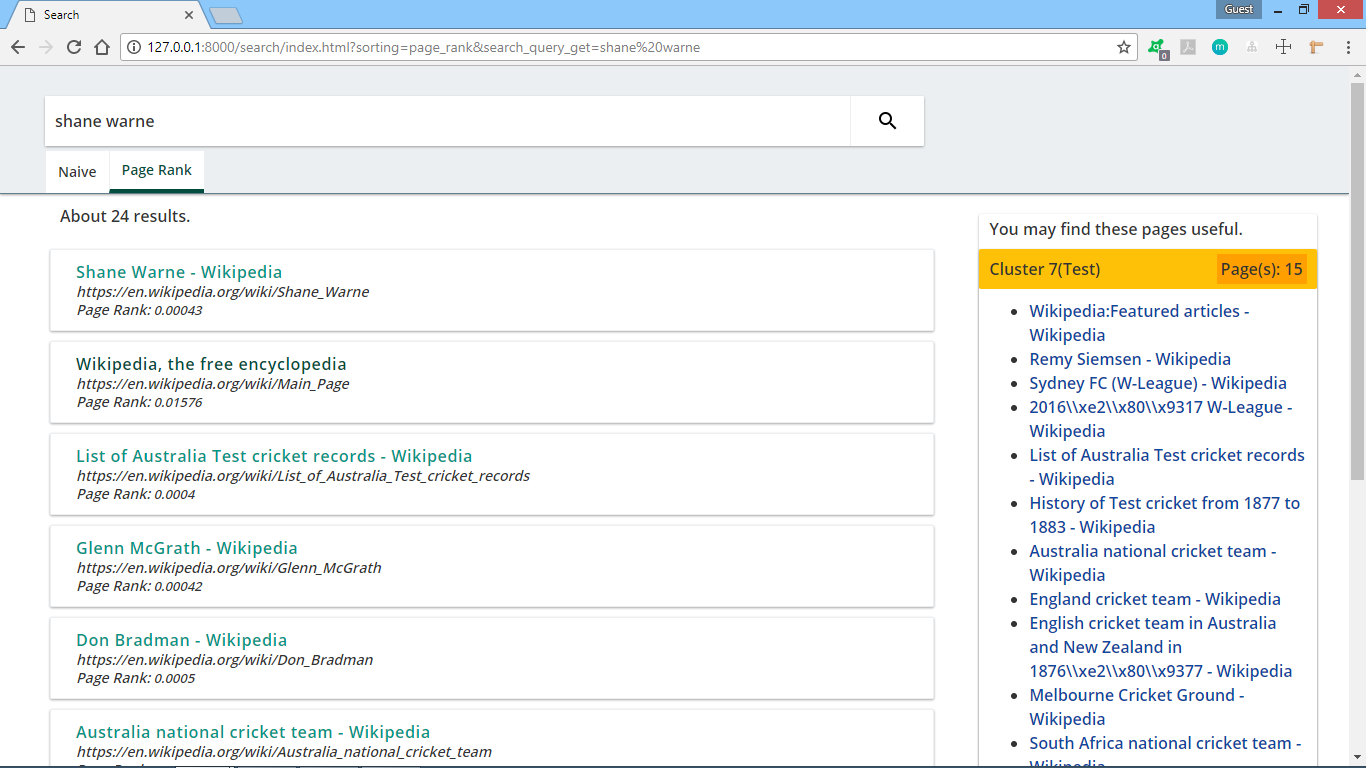 Search
Guest
127.0.0.1:8000/search/index.html?sorting=page_rank&search_query_get=shane%20warne
0
m
shane warne
Naive
Page Rank
About 24 results.
Shane Warne - Wikipedia
https://en.wikipedia.org/wiki/Shane_Warne
Page Rank: 0.00043
Wikipedia, the free encyclopedia
https://en.wikipedia.org/wiki/Main_Page
Page Rank: 0.01576
List of Australia Test cricket records - Wikipedia
https://en.wikipedia.org/wiki/List_of_Australia_Test_cricket_records
Page Rank: 0.0004
Glenn McGrath - Wikipedia
https://en.wikipedia.org/wiki/Glenn_McGrath
Page Rank: 0.00042
Don Bradman - Wikipedia
https://en.wikipedia.org/wiki/Don_Bradman
Page Rank: 0.0005
Australia national cricket team - Wikipedia
https://en.wikipedia.org/wiki/Australia_national_cricket_team
You may find these pages useful.
Cluster 7(Test) Page(s): 15
Wikipedia:Featured articles -
Wikipedia
Remy Siemsen - Wikipedia
Sydney FC (W-League) - Wikipedia
2016\\xe2\\x80\\x9317 W-League -
Wikipedia
List of Australia Test cricket records
- Wikipedia
History of Test cricket from 1877 to
1883 - Wikipedia
Australia national cricket team -
Wikipedia
England cricket team - Wikipedia
English cricket team in Australia
and New Zealand in
1876\\xe2\\x80\\x9377 - Wikipedia
Melbourne Cricket Ground -
Wikipedia
South Africa national cricket team -
Wikipedia